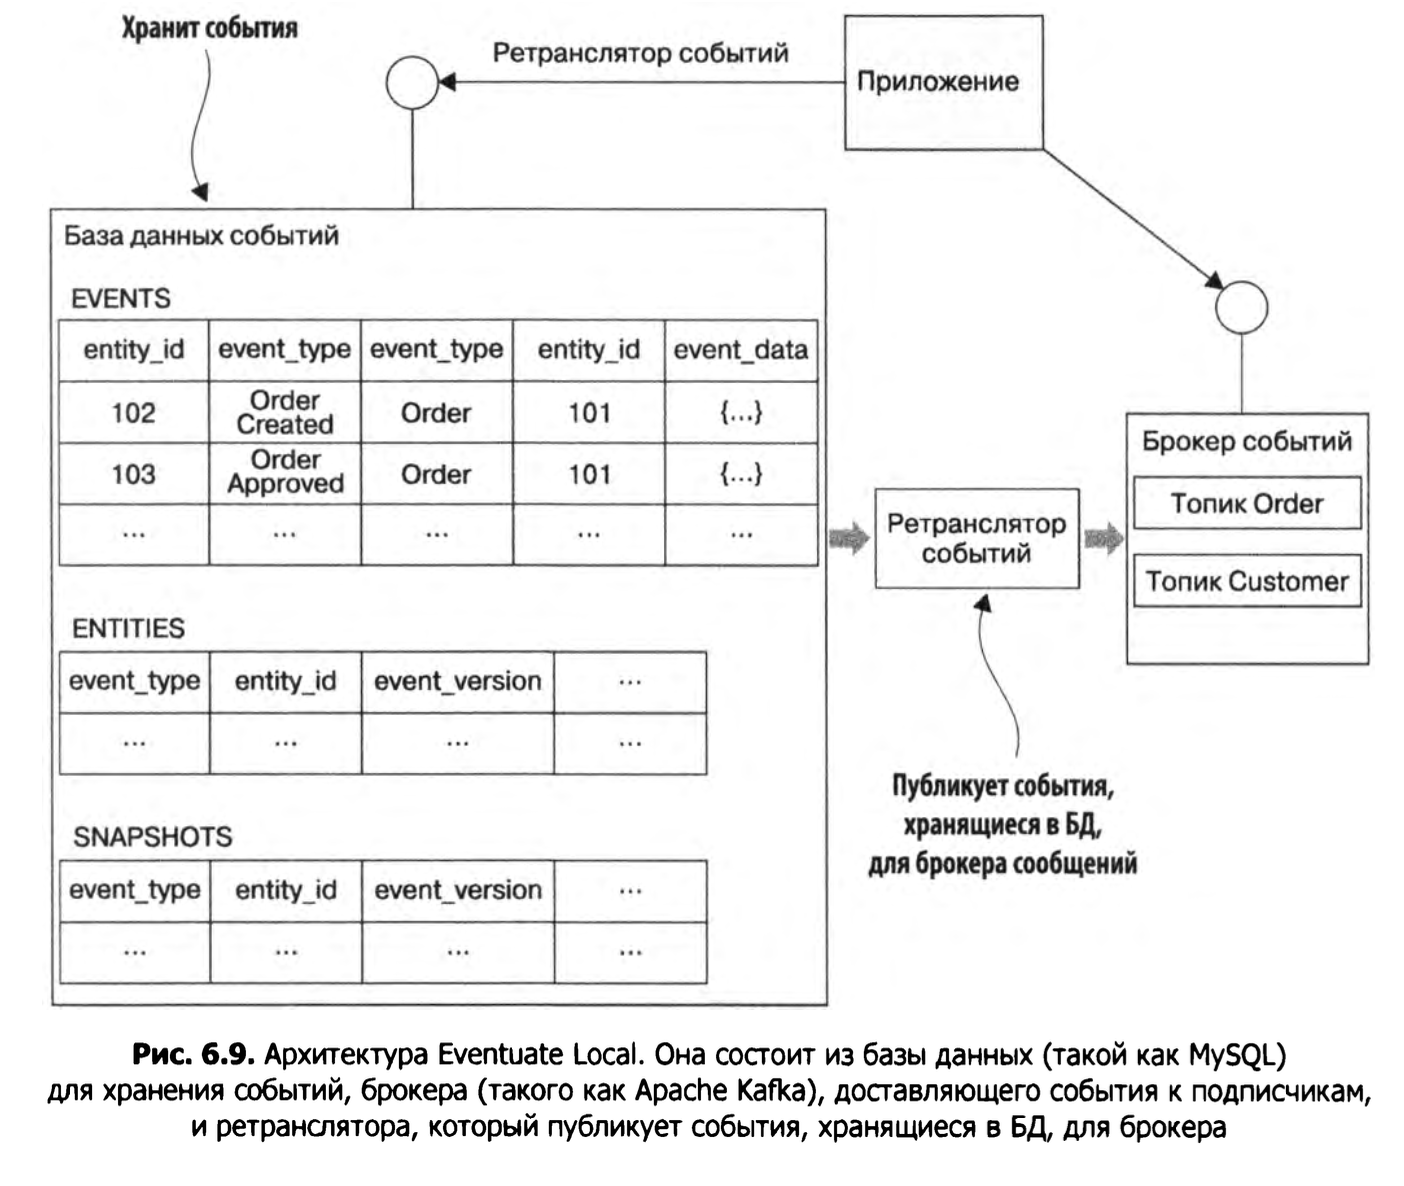 Хранит события
Ретранслятор событий
Приложение
База данных событий
EVENTS
entity_id event_type event_type entity_id event_data
102 Order Created Order 101 {...}
103 Order Approved Order 101 {...}
... ... ... ... ...
ENTITIES
event_type entity_id event_version ...
... ... ... ...
SNAPSHOTS
event_type entity_id event_version ...
... ... ... ...
Ретранслятор
событий
Брокер событий
Топик Order
Топик Customer
Публикует события,
хранящиеся в БД,
для брокера сообщений
Рис. 6.9. Архитектура Eventuate Local. Она состоит из базы данных (такой как MySQL)
для хранения событий, брокера (такого как Apache Kafka), доставляющего события к подписчикам,
и ретранслятора, который публикует события, хранящиеся в БД, для брокера